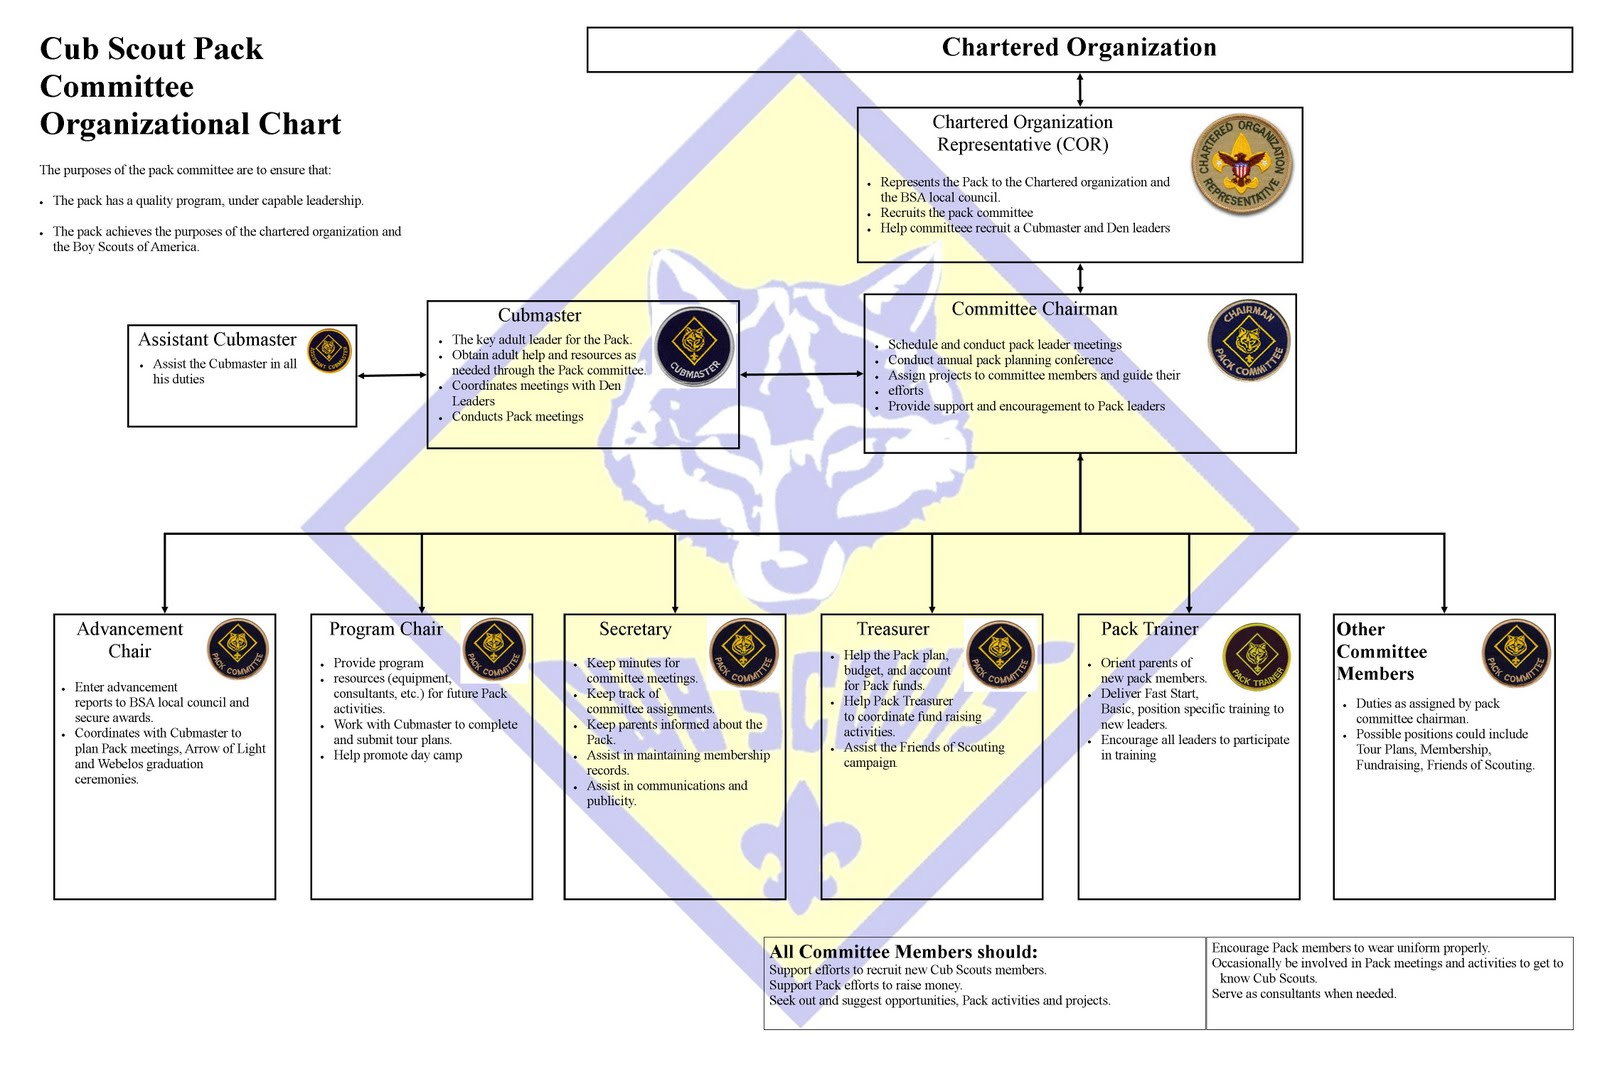 Cub Scout Pack
Committee
Organizational Chart
The purposes of the pack committee are to ensure that:
• The pack has a quality program, under capable leadership.
• The pack achieves the purposes of the chartered organization and
the Boy Scouts of America.
Chartered Organization
Chartered Organization
Representative (COR)
• Represents the Pack to the Chartered organization and
the BSA local council.
• Recruits the pack committee
• Help committeee recruit a Cubmaster and Den leaders
CHARTERED ORGANIZATION
REPRESENTATIVE
Assistant Cubmaster
• Assist the Cubmaster in all
his duties
ASSISTANT CUBMASTER
Cubmaster
• The key adult leader for the Pack.
• Obtain adult help and resources as
needed through the Pack committee.
• Coordinates meetings with Den
Leaders
• Conducts Pack meetings
CUBMASTER
Committee Chairman
• Schedule and conduct pack leader meetings
• Conduct annual pack planning conference
• Assign projects to committee members and guide their
• efforts
• Provide support and encouragement to Pack leaders
CHAIRMAN
PACK COMMITTEE
Advancement
Chair
• Enter advancement
reports to BSA local council and
secure awards.
• Coordinates with Cubmaster to
plan Pack meetings, Arrow of Light
and Webelos graduation
ceremonies.
PACK COMMITTEE
Program Chair
• Provide program
• resources (equipment,
consultants, etc.) for future Pack
activities.
• Work with Cubmaster to complete
and submit tour plans.
• Help promote day camp
PACK COMMITTEE
Secretary
• Keep minutes for
committee meetings.
• Keep track of
committee assignments.
• Keep parents informed about the
Pack.
• Assist in maintaining membership
records.
• Assist in communications and
publicity.
PACK COMMITTEE
Treasurer
• Help the Pack plan,
budget, and account
for Pack funds.
• Help Pack Treasurer
to coordinate fund raising
activities.
• Assist the Friends of Scouting
campaign
PACK COMMITTEE
Pack Trainer
• Orient parents of
new pack members.
• Deliver Fast Start,
Basic, position specific training to
new leaders.
• Encourage all leaders to participate
in training
PACK TRAINER
Other
Committee
Members
• Duties as assigned by pack
committee chairman.
• Possible positions could include
Tour Plans, Membership,
Fundraising, Friends of Scouting.
PACK COMMITTEE
All Committee Members should:
Support efforts to recruit new Cub Scouts members.
Support Pack efforts to raise money.
Seek out and suggest opportunities, Pack activities and projects.
Encourage Pack members to wear uniform properly.
Occasionally be involved in Pack meetings and activities to get to
know Cub Scouts.
Serve as consultants when needed.